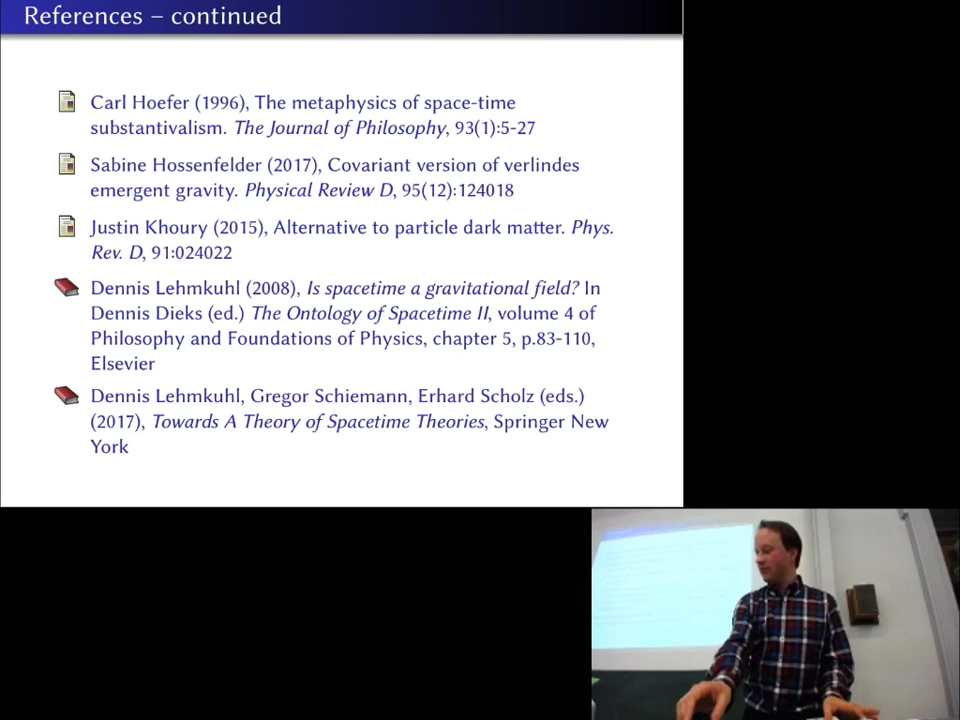 References – continued
Carl Hoefer (1996), The metaphysics of space-time
substantivalism. The Journal of Philosophy, 93(1):5-27
Sabine Hossenfelder (2017), Covariant version of verlindes
emergent gravity. Physical Review D, 95(12):124018
Justin Khoury (2015), Alternative to particle dark matter. Phys.
Rev. D, 91:024022
Dennis Lehmkuhl (2008), Is spacetime a gravitational field? In
Dennis Dieks (ed.) The Ontology of Spacetime II, volume 4 of
Philosophy and Foundations of Physics, chapter 5, p.83-110,
Elsevier
Dennis Lehmkuhl, Gregor Schiemann, Erhard Scholz (eds.)
(2017), Towards A Theory of Spacetime Theories, Springer New
York